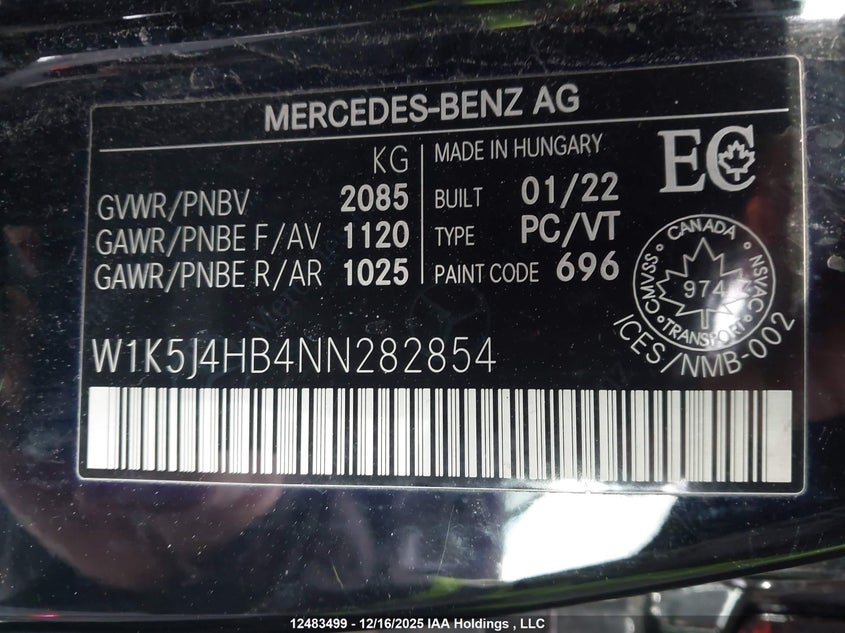 MERCEDES-BENZ AG
KG
GVWR/PNBV 2085
GAWR/PNBE F/AV 1120
GAWR/PNBE R/AR 1025
MADE IN HUNGARY
BUILT 01/22
TYPE PC/VT
PAINT CODE 696
EC
CANADA
CMVSS 974 NSVAC
TRANSPORT
ICES/NMB-002
W1K5J4HB4NN282854
12483499 - 12/16/2025 IAA Holdings , LLC